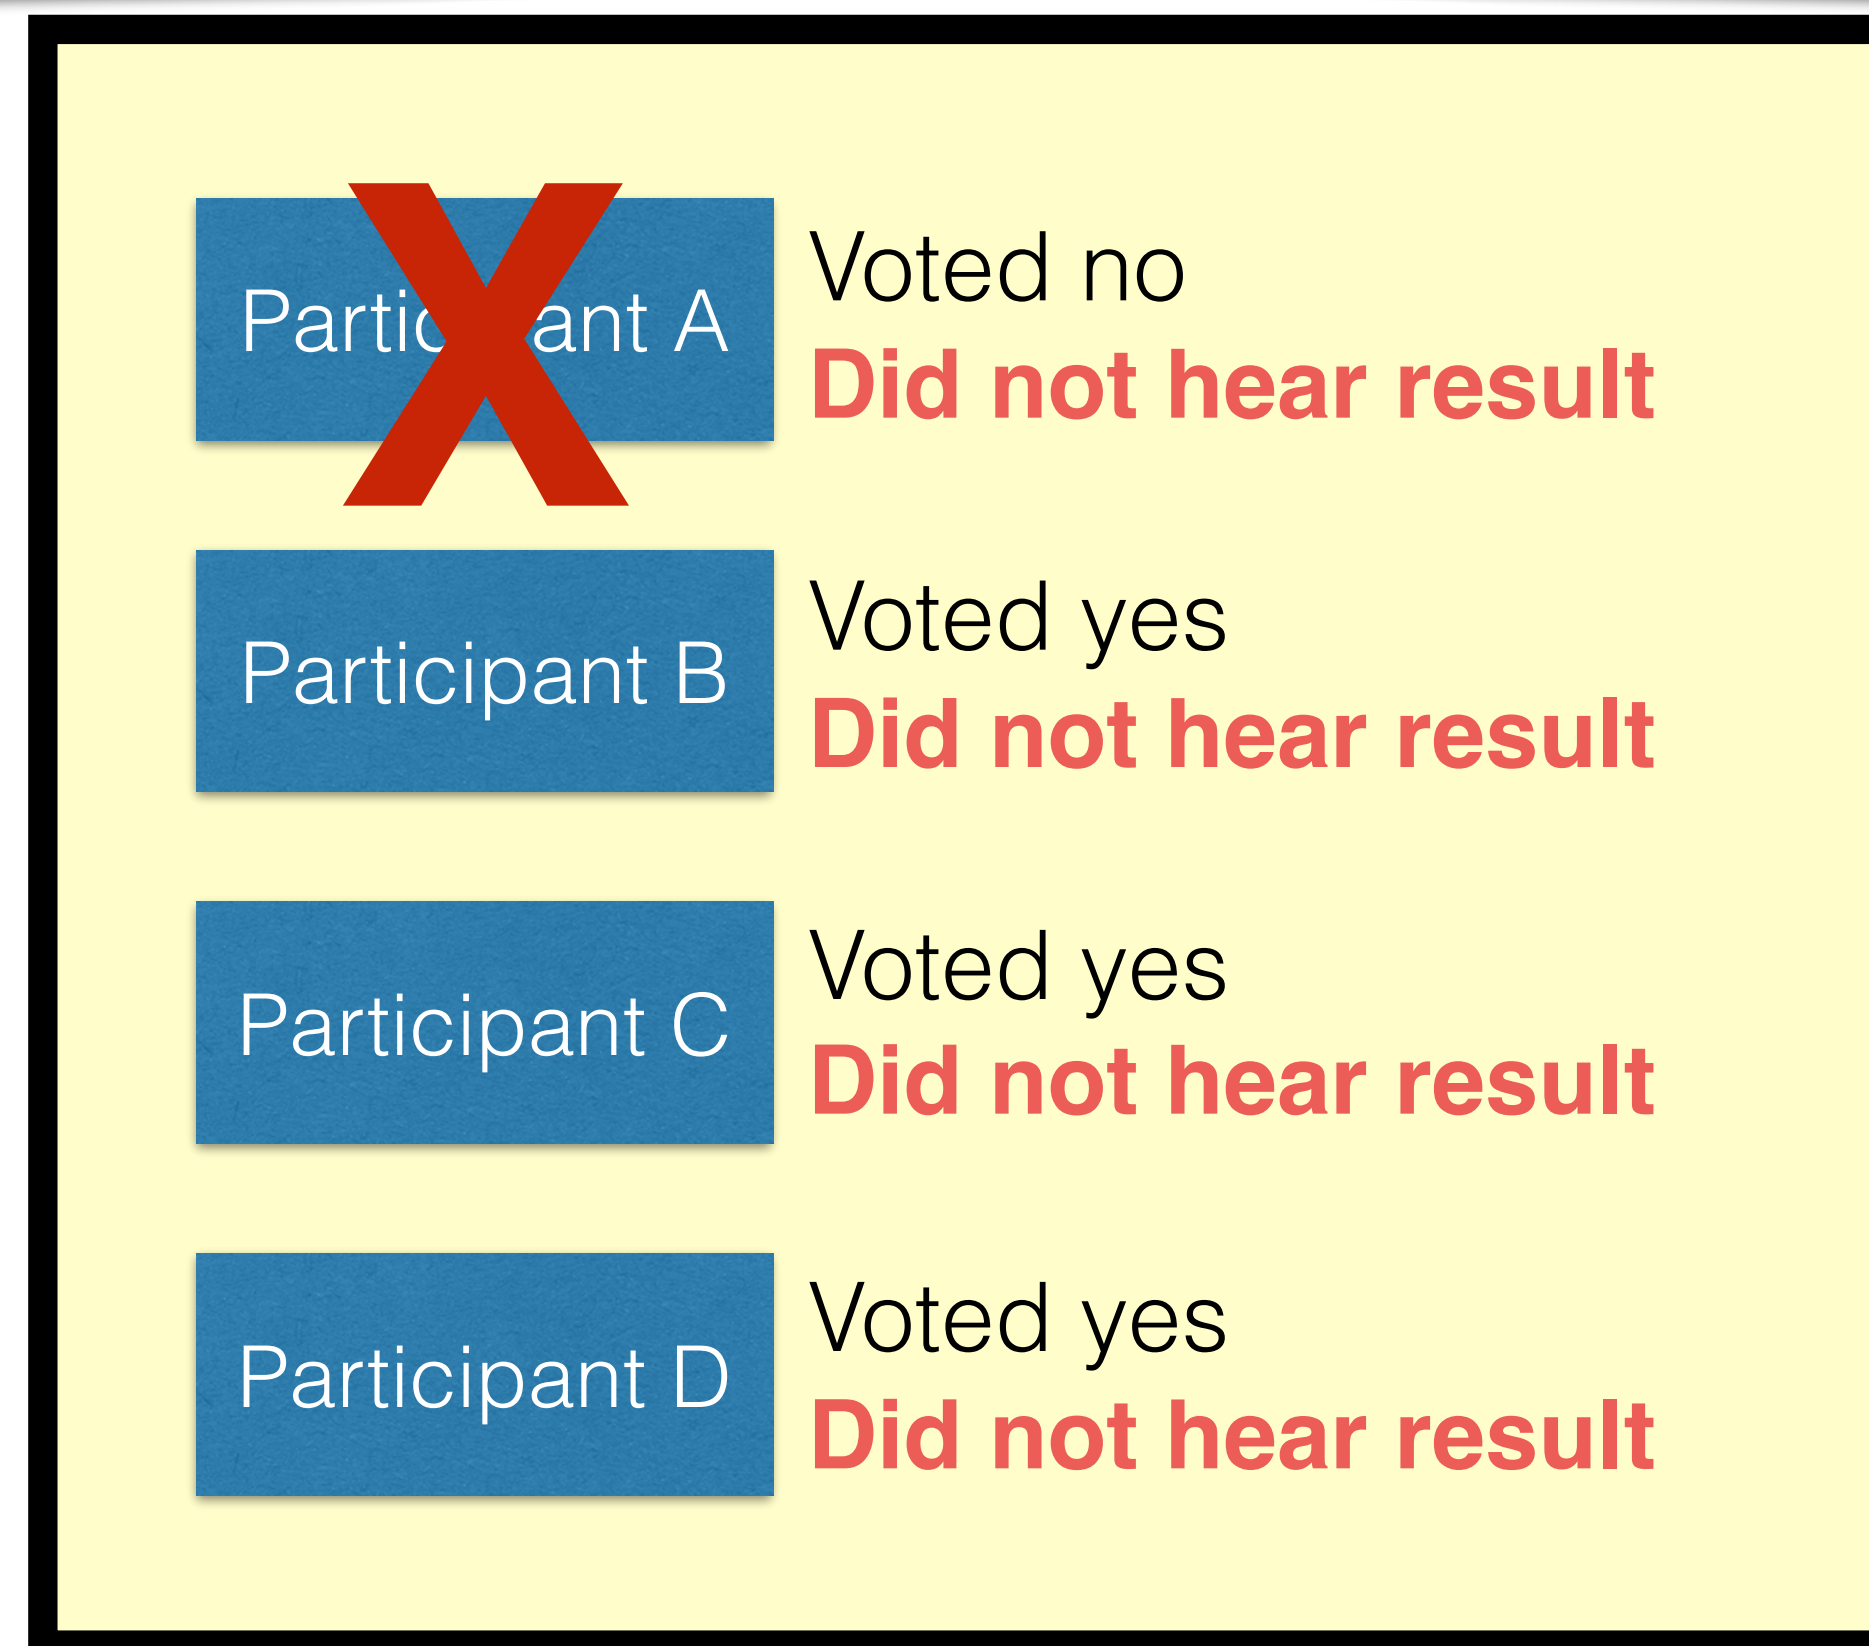 Participant A
Voted no
Did not hear result
Participant B
Voted yes
Did not hear result
Participant C
Voted yes
Did not hear result
Participant D
Voted yes
Did not hear result